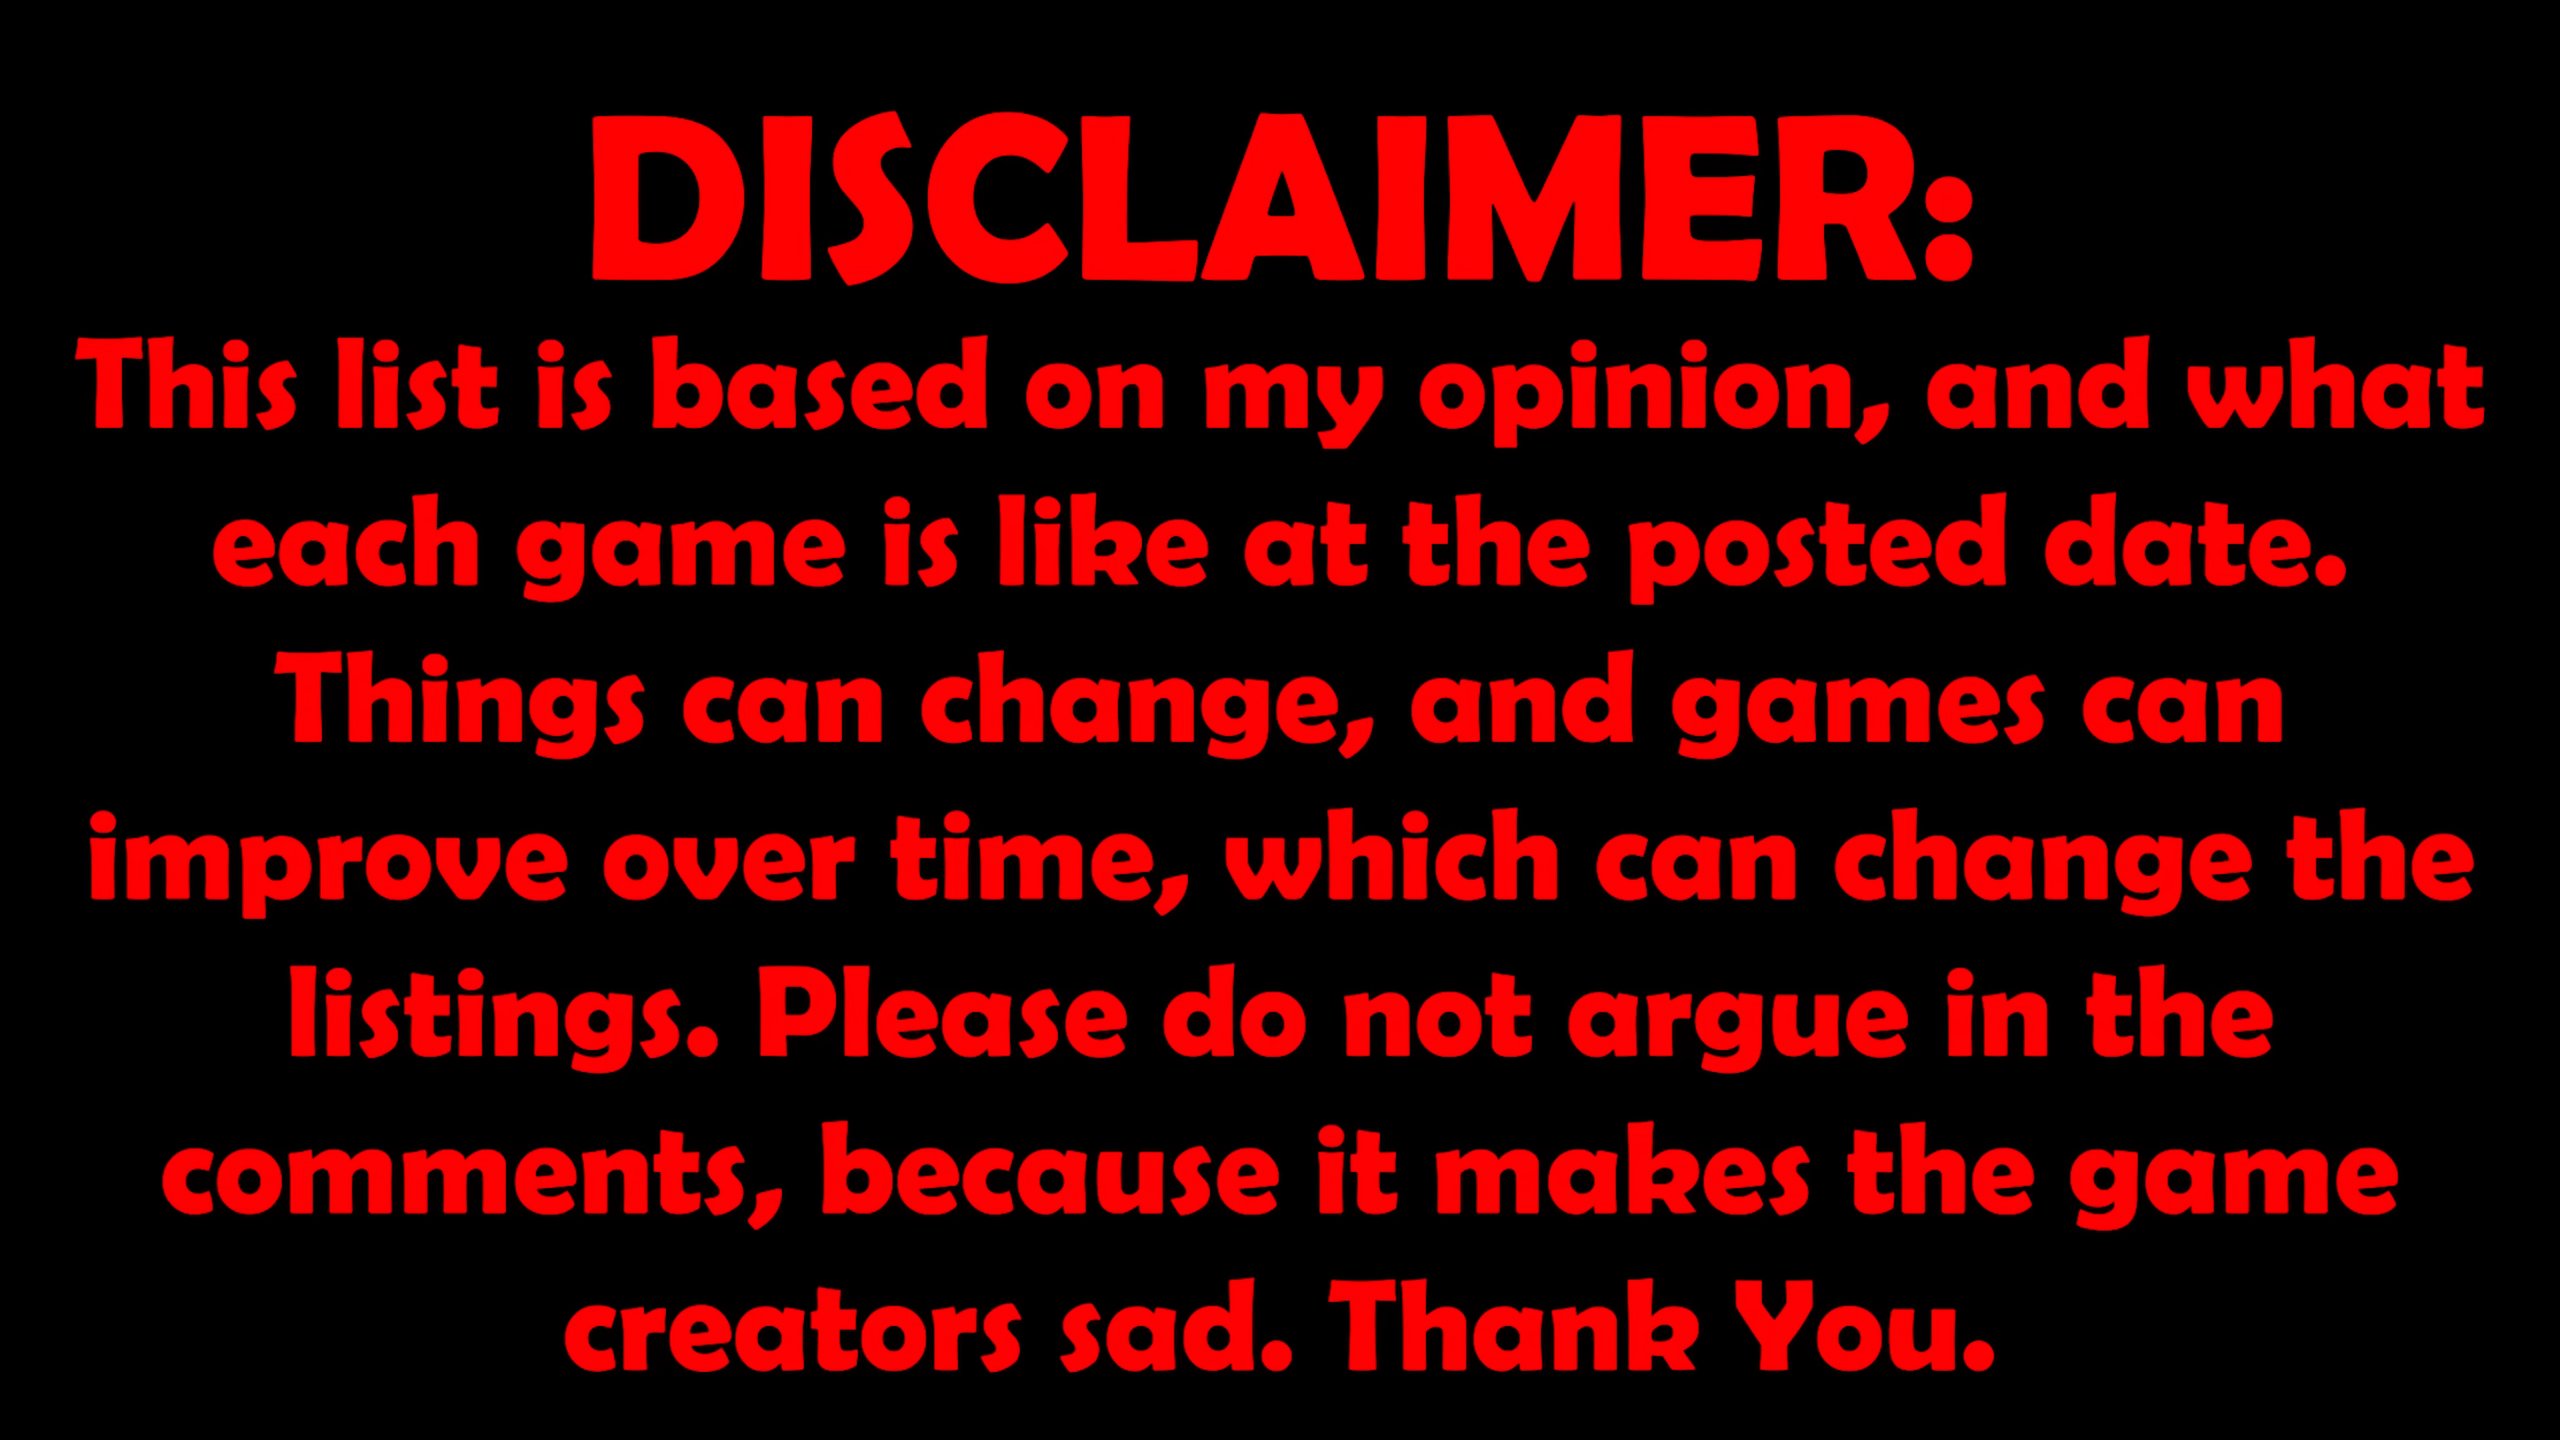 DISCLAIMER:
This list is based on my opinion, and what
each game is like at the posted date.
Things can change, and games can
improve over time, which can change the
listings. Please do not argue in the
comments, because it makes the game
creators sad. Thank You.